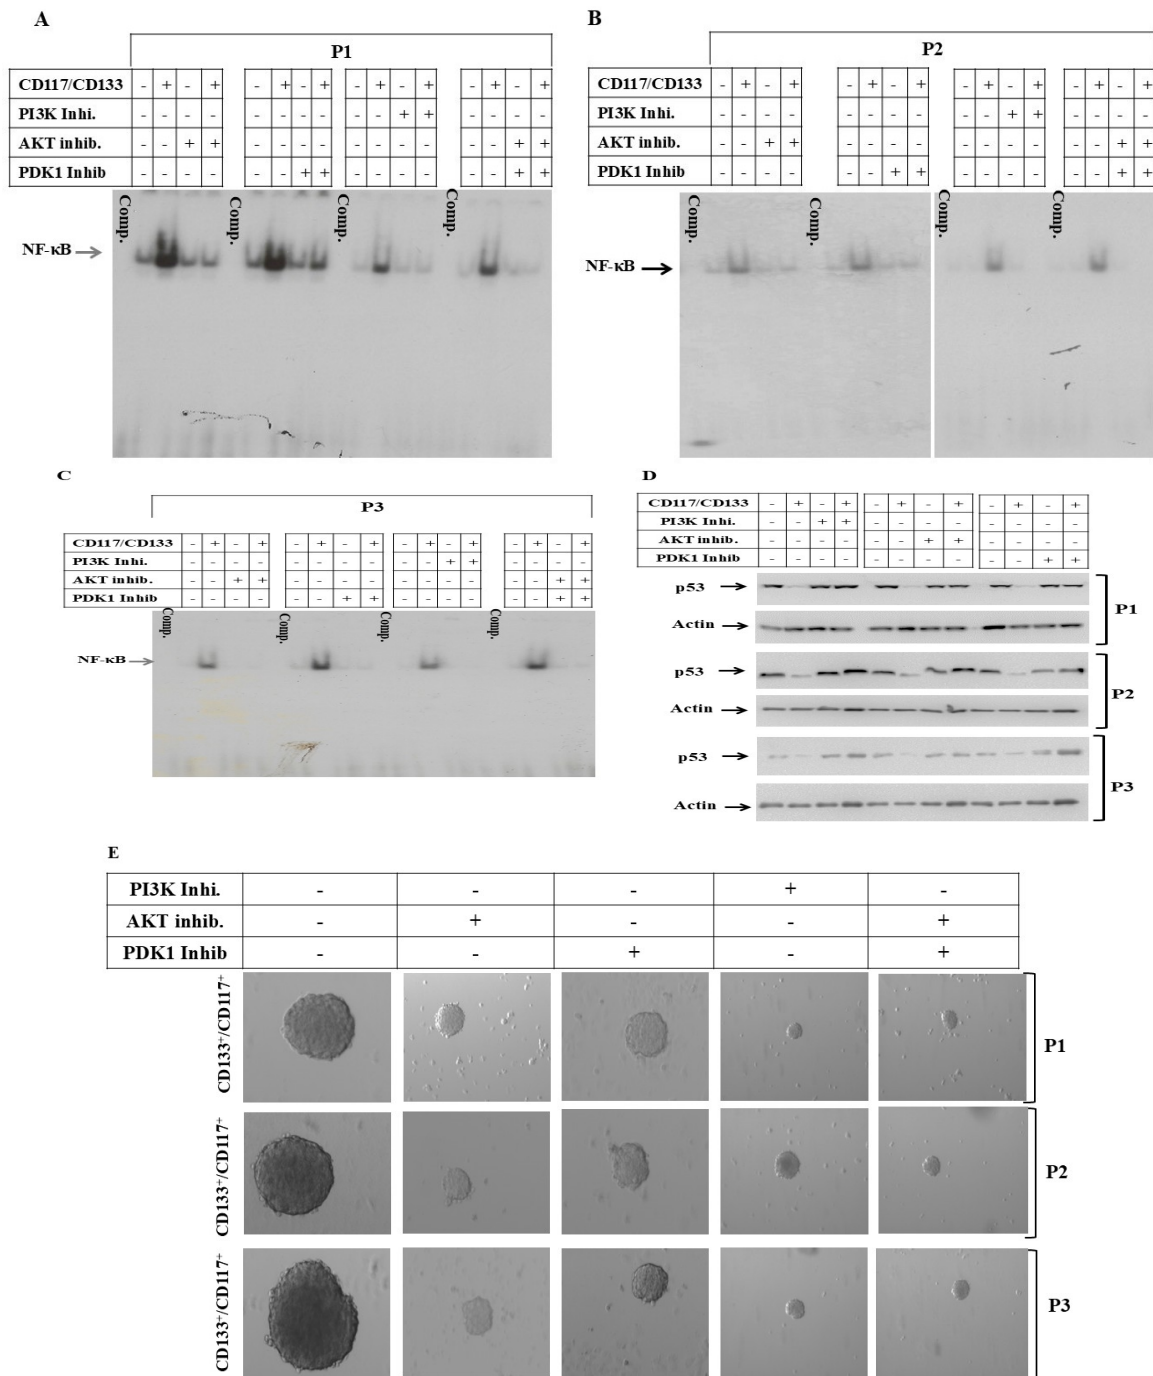 A
P1
CD117/CD133 - + - + - + - + - + - + - + - +
PI3K Inhi. - - - - - - - - - - + + - - - -
AKT inhib. - - + + - - - - - - - - - - + +
PDK1 Inhib - - - - - - + + - - - - - - + +
Comp. Comp. Comp. Comp.
NF-κB
B
P2
CD117/CD133 - + - + - + - + - + - + - + - +
PI3K Inhi. - - - - - - - - - - + + - - - -
AKT inhib. - - + + - - - - - - - - - - + +
PDK1 Inhib - - - - - - + + - - - - - - + +
Comp. Comp. Comp. Comp.
NF-κB
C
P3
CD117/CD133 - + - + - + - + - + - + - + - +
PI3K Inhi. - - - - - - - - - - + + - - - -
AKT inhib. - - + + - - - - - - - - - - + +
PDK1 Inhib - - - - - - + + - - - - - - + +
Comp. Comp. Comp. Comp.
NF-κB
D
CD117/CD133 - + - + - + - + - + - +
PI3K Inhi. - - + + - - - - - - - -
AKT inhib. - - - - - - + + - - - -
PDK1 Inhib - - - - - - - - - - + +
p53
Actin
P1
p53
Actin
P2
p53
Actin
P3
E
PI3K Inhi. - - - + -
AKT inhib. - + - - +
PDK1 Inhib - - + - +
CD133⁺/CD117⁺
P1
CD133⁺/CD117⁺
P2
CD133⁺/CD117⁺
P3